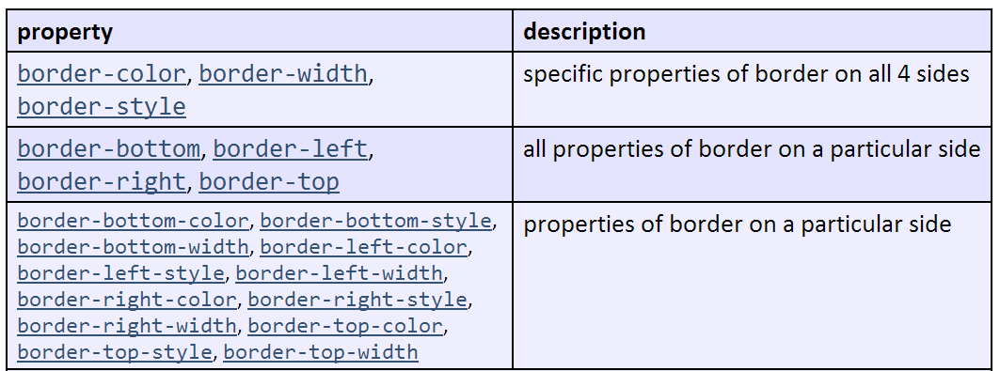 property description
border-color, border-width, specific properties of border on all 4 sides
border-style
border-bottom, border-left, all properties of border on a particular side
border-right, border-top
border-bottom-color, border-bottom-style, properties of border on a particular side
border-bottom-width, border-left-color,
border-left-style, border-left-width,
border-right-color, border-right-style,
border-right-width, border-top-color,
border-top-style, border-top-width